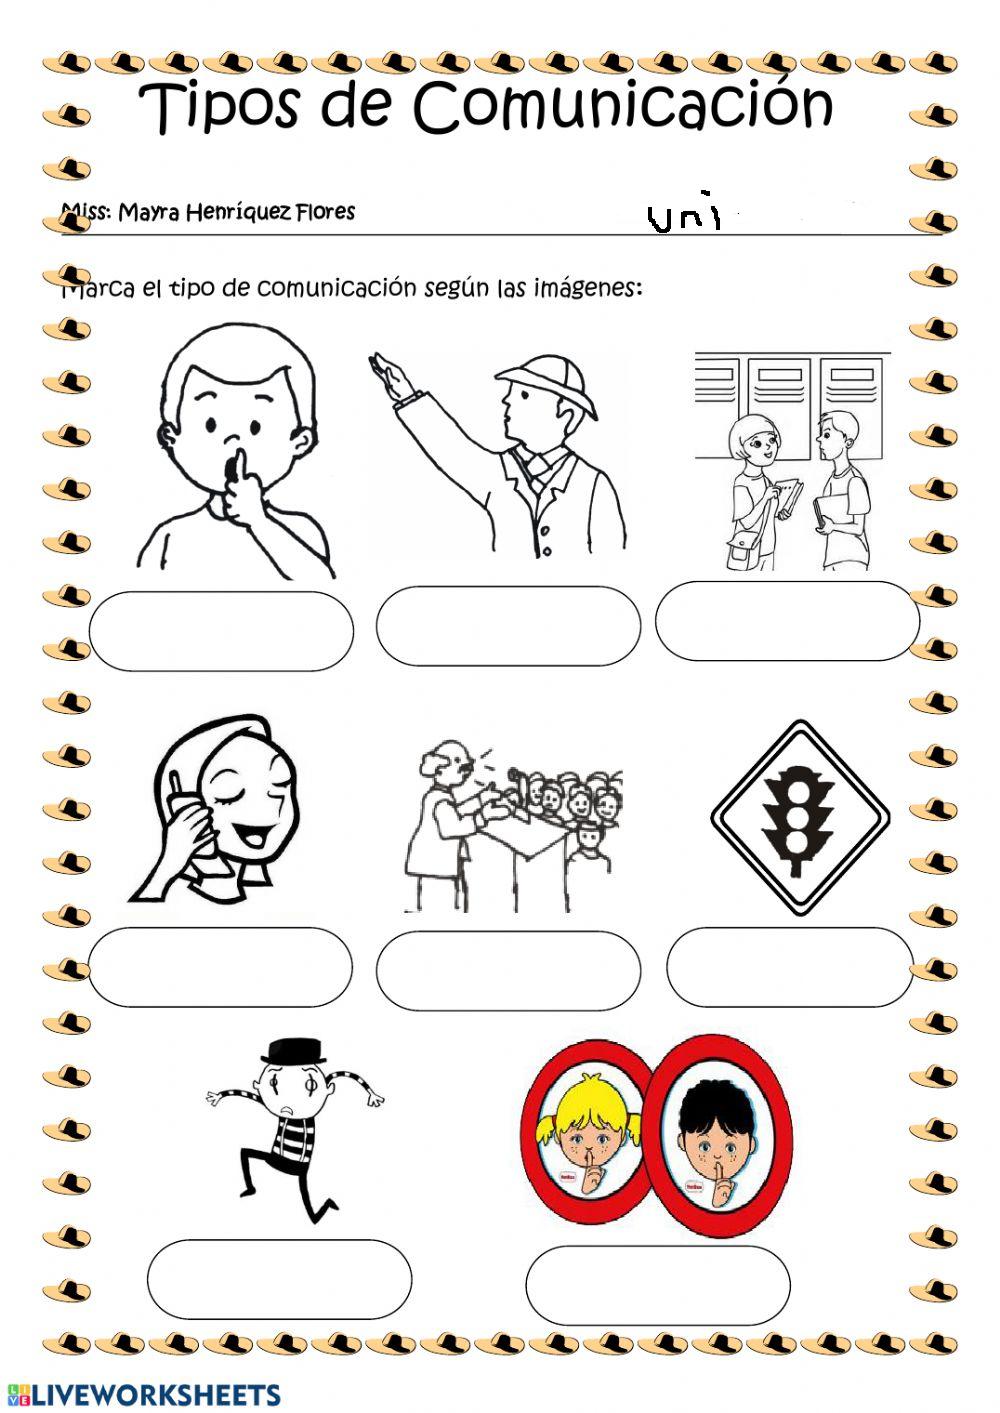 Tipos de Comunicación
Miss: Mayra Henríquez Flores
uni
Marca el tipo de comunicación según las imágenes:
LIVEWORKSHEETS